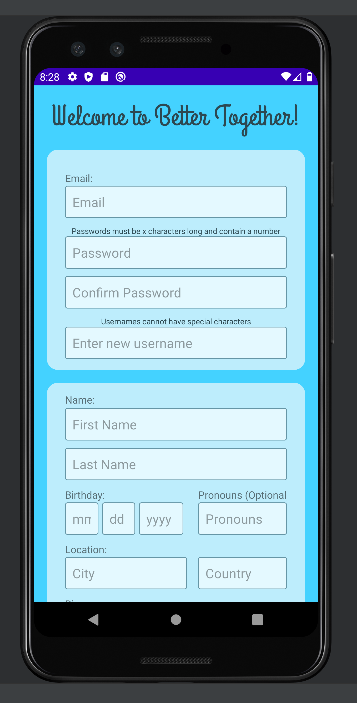 8:28
Welcome to Better Together!
Email:
Email
Passwords must be x characters long and contain a number
Password
Confirm Password
Usernames cannot have special characters
Enter new username
Name:
First Name
Last Name
Birthday: Pronouns (Optional
mm dd yyyy Pronouns
Location:
City Country